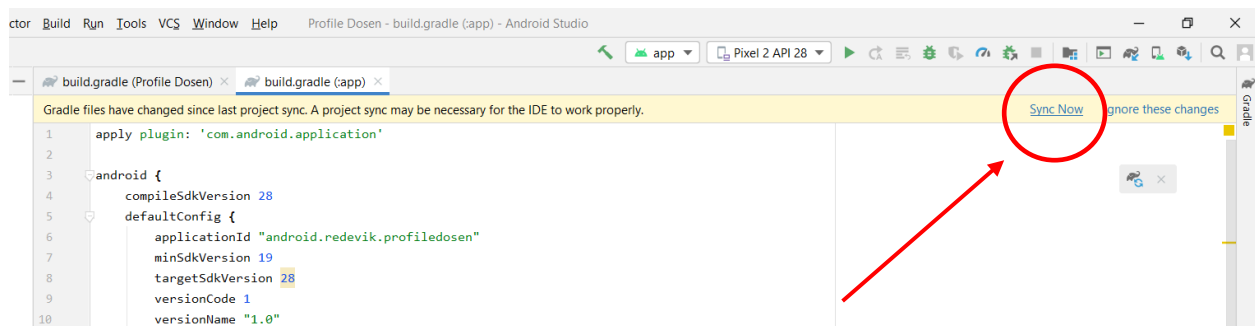 ctor Build Run Tools VCS Window Help Profile Dosen - build.gradle (:app) - Android Studio
app Pixel 2 API 28
build.gradle (Profile Dosen) build.gradle (:app)
Gradle files have changed since last project sync. A project sync may be necessary for the IDE to work properly. Sync Now gnore these changes
Gradle
1 apply plugin: 'com.android.application'
2
3 android {
4 compileSdkVersion 28
5 defaultConfig {
6 applicationId "android.redevik.profiledosen"
7 minSdkVersion 19
8 targetSdkVersion 28
9 versionCode 1
10 versionName "1.0"